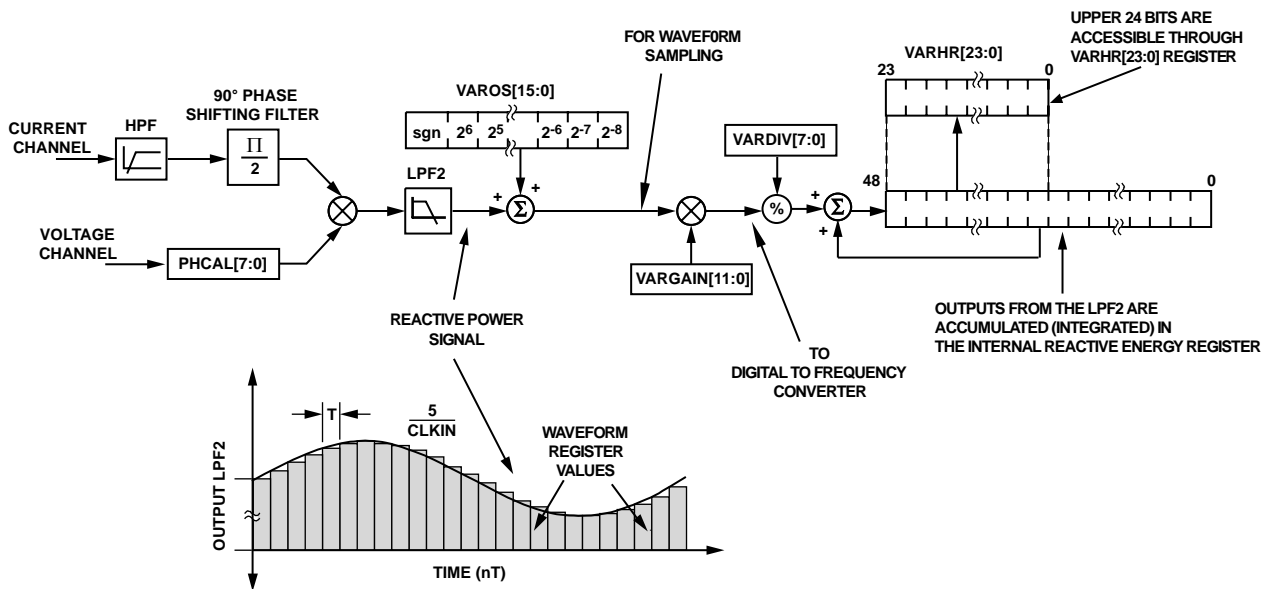 UPPER 24 BITS ARE
ACCESSIBLE THROUGH
VARHR[23:0] REGISTER
FOR WAVEF0RM
SAMPLING
VARHR[23:0]
23
0
90° PHASE
SHIFTING FILTER
VAROS[15:0]
CURRENT
CHANNEL
HPF
Π
2
sgn 2⁶ 2⁵ 2⁻⁶ 2⁻⁷ 2⁻⁸
VARDIV[7:0]
LPF2
+
+
Σ
%
+
+
Σ
48
0
VOLTAGE
CHANNEL
PHCAL[7:0]
VARGAIN[11:0]
REACTIVE POWER
SIGNAL
TO
DIGITAL TO FREQUENCY
CONVERTER
OUTPUTS FROM THE LPF2 ARE
ACCUMULATED (INTEGRATED) IN
THE INTERNAL REACTIVE ENERGY REGISTER
T
5
CLKIN
WAVEFORM
REGISTER
VALUES
OUTPUT LPF2
TIME (nT)